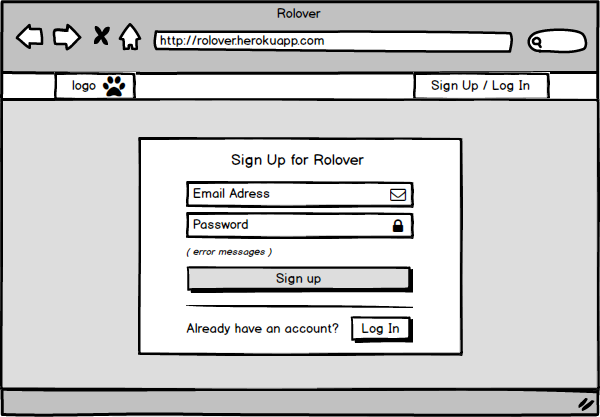 Rolover
http://rolover.herokuapp.com
logo
Sign Up / Log In
Sign Up for Rolover
Email Adress
Password
( error messages )
Sign up
Already have an account?
Log In